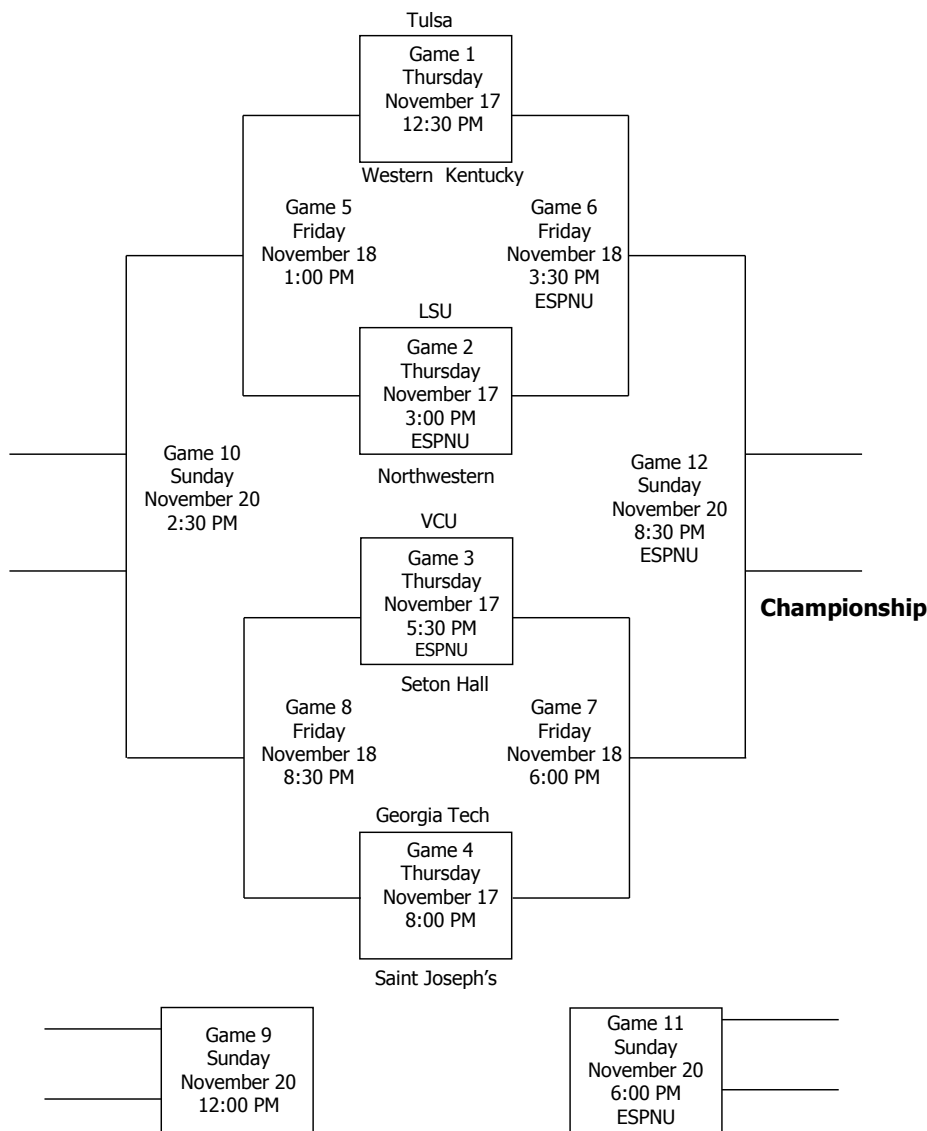 Tulsa
Game 1
Thursday
November 17
12:30 PM
Western Kentucky
Game 5
Friday
November 18
1:00 PM
Game 6
Friday
November 18
3:30 PM
ESPNU
LSU
Game 2
Thursday
November 17
3:00 PM
ESPNU
Northwestern
Game 10
Sunday
November 20
2:30 PM
Game 12
Sunday
November 20
8:30 PM
ESPNU
Championship
VCU
Game 3
Thursday
November 17
5:30 PM
ESPNU
Seton Hall
Game 8
Friday
November 18
8:30 PM
Game 7
Friday
November 18
6:00 PM
Georgia Tech
Game 4
Thursday
November 17
8:00 PM
Saint Joseph's
Game 9
Sunday
November 20
12:00 PM
Game 11
Sunday
November 20
6:00 PM
ESPNU